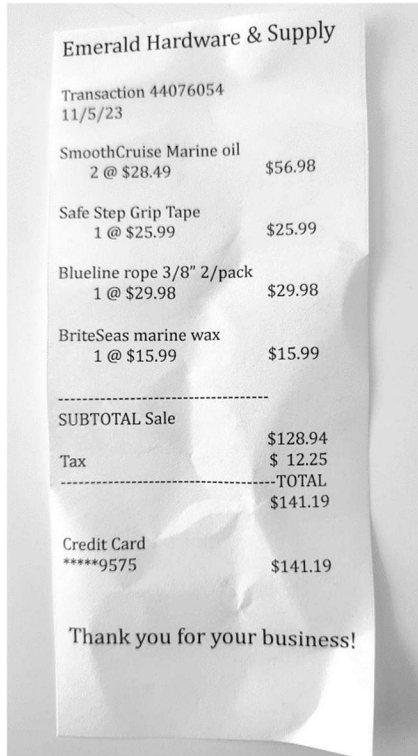 Emerald Hardware & Supply
Transaction 44076054
11/5/23
SmoothCruise Marine oil
2 @ $28.49 $56.98
Safe Step Grip Tape
1 @ $25.99 $25.99
Blueline rope 3/8" 2/pack
1 @ $29.98 $29.98
BriteSeas marine wax
1 @ $15.99 $15.99
-----------------------------------
SUBTOTAL Sale
$128.94
Tax $ 12.25
------------------------------------TOTAL
$141.19
Credit Card
*****9575 $141.19
Thank you for your business!